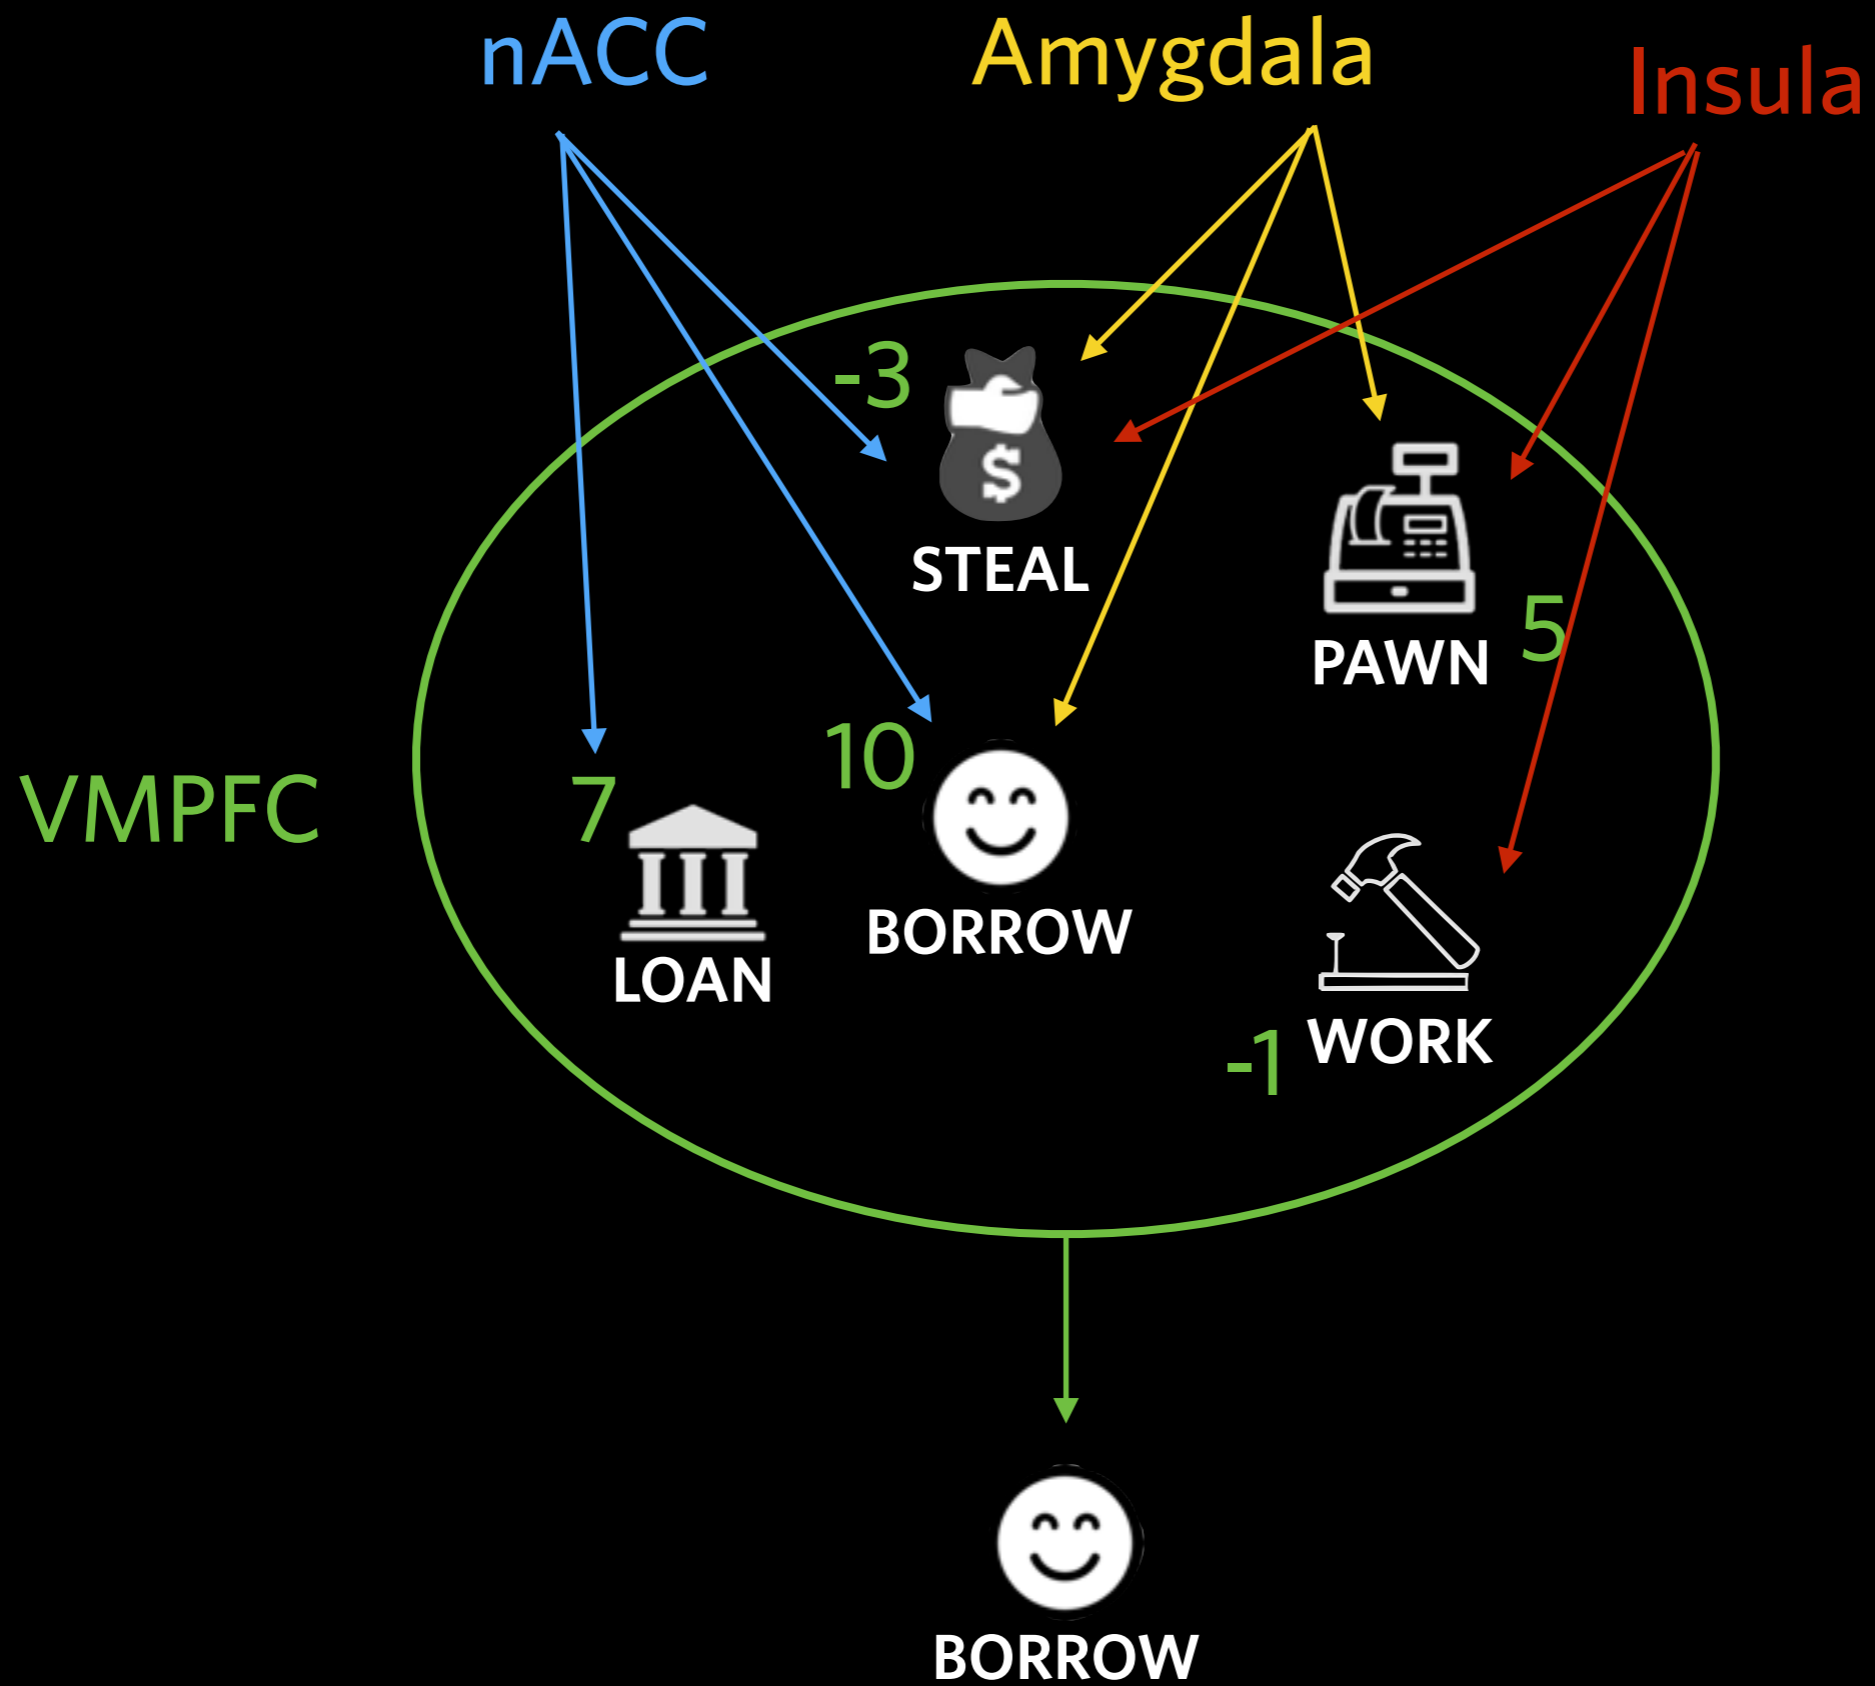 nACC
Amygdala
Insula
-3
$
STEAL
PAWN
5
VMPFC
7
10
LOAN
BORROW
-1
WORK
BORROW